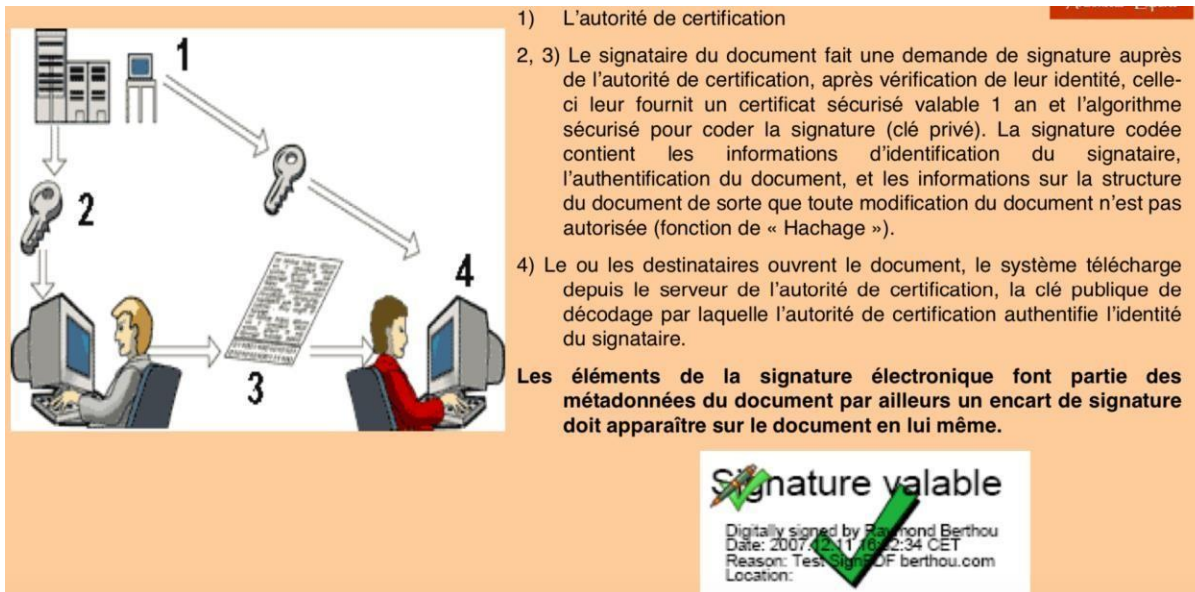 1) L'autorité de certification
2, 3) Le signataire du document fait une demande de signature auprès
de l'autorité de certification, après vérification de leur identité, celle-
ci leur fournit un certificat sécurisé valable 1 an et l'algorithme
sécurisé pour coder la signature (clé privé). La signature codée
contient les informations d'identification du signataire,
l'authentification du document, et les informations sur la structure
du document de sorte que toute modification du document n'est pas
autorisée (fonction de « Hachage »).
4) Le ou les destinataires ouvrent le document, le système télécharge
depuis le serveur de l'autorité de certification, la clé publique de
décodage par laquelle l'autorité de certification authentifie l'identité
du signataire.
Les éléments de la signature électronique font partie des
métadonnées du document par ailleurs un encart de signature
doit apparaître sur le document en lui même.
1
2
4
3
Signature valable
Digitally signed by Raymond Berthou
Date: 2007.12.11 16: 2:34 CET
Reason: Test SignPDF berthou.com
Location: